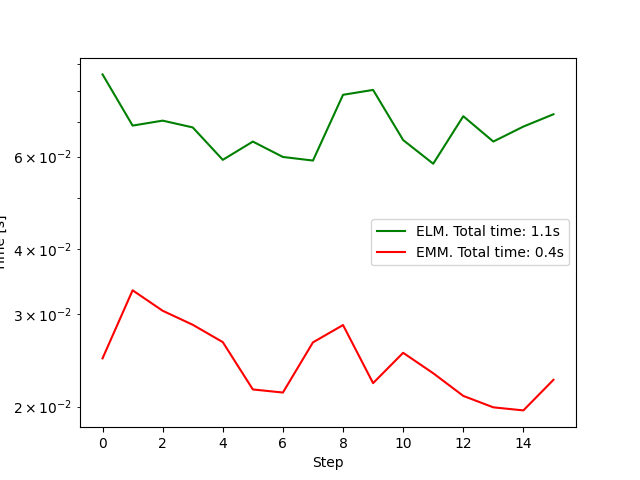 6 × 10⁻²
4 × 10⁻²
3 × 10⁻²
2 × 10⁻²
ELM. Total time: 1.1s
EMM. Total time: 0.4s
0 2 4 6 8 10 12 14
Step